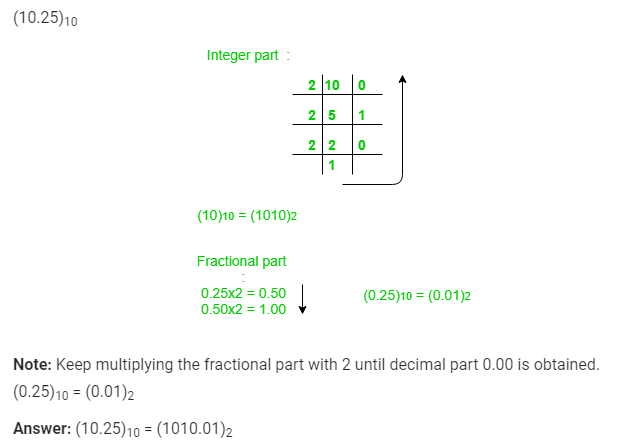 (10.25)10
Integer part :
2 10 0
2 5 1
2 2 0
1
(10)10 = (1010)2
Fractional part
:
0.25x2 = 0.50
0.50x2 = 1.00
(0.25)10 = (0.01)2
Note: Keep multiplying the fractional part with 2 until decimal part 0.00 is obtained.
(0.25)10 = (0.01)2
Answer: (10.25)10 = (1010.01)2